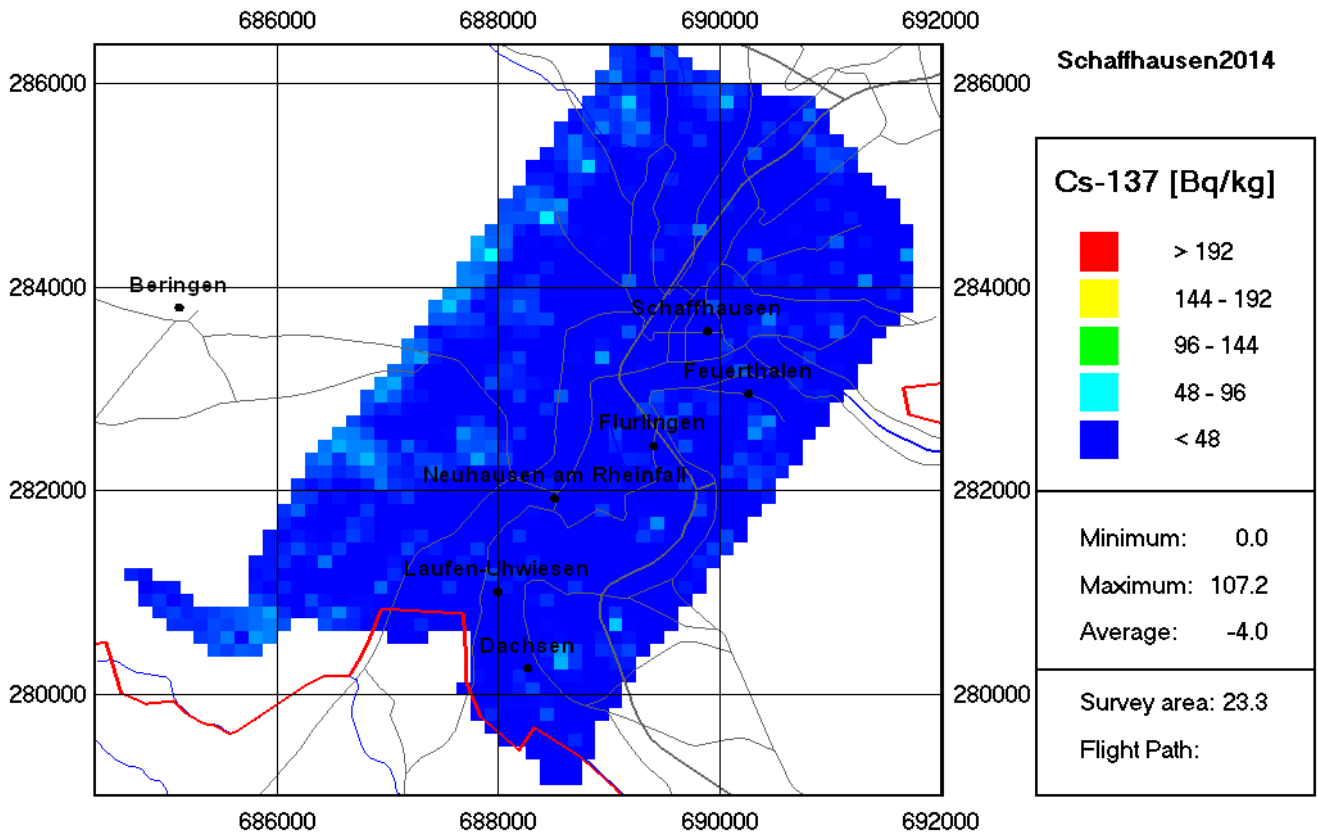 686000 688000 690000 692000
Schaffhausen2014
286000 286000
Cs-137 [Bq/kg]
> 192
284000 Beringen 284000
144 - 192
Schaffhausen
96 - 144
Feuerthalen
48 - 96
Flurlingen
< 48
Neuhausen am Rheinfall
282000 282000
Minimum: 0.0
Laufen-Uhwiesen
Maximum: 107.2
Average: -4.0
Dachsen
280000 280000
Survey area: 23.3
Flight Path:
686000 688000 690000 692000